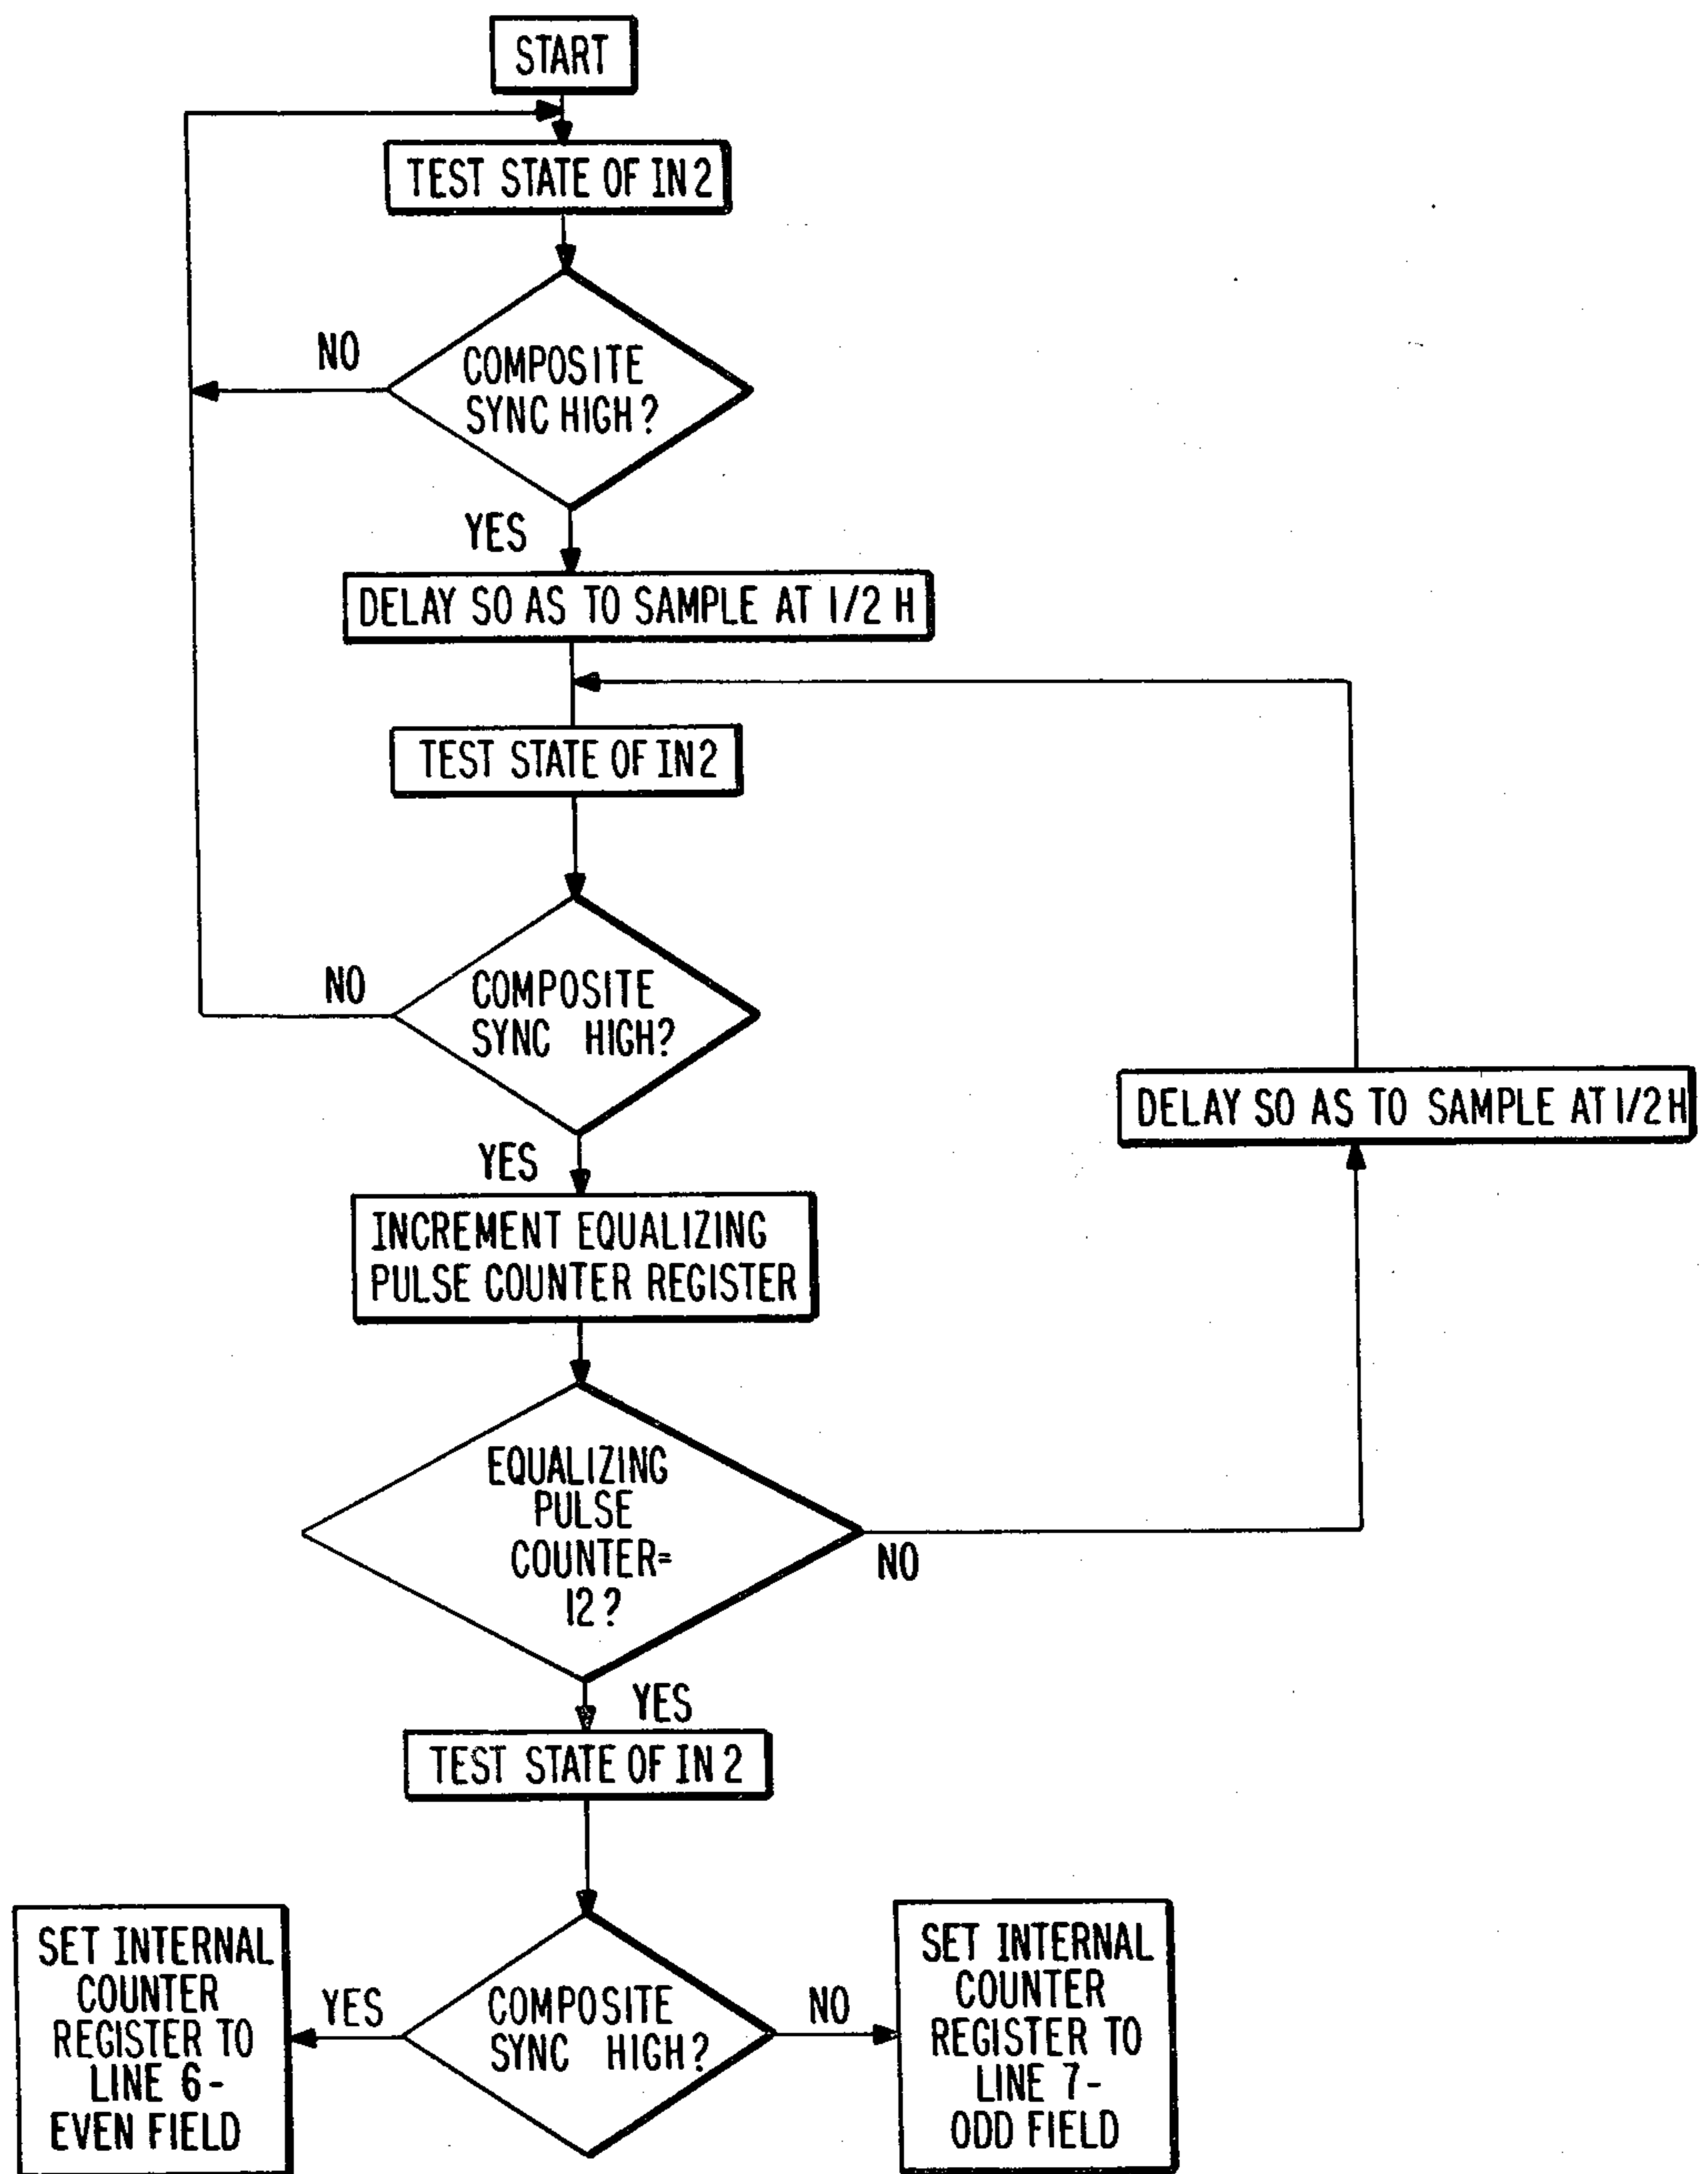 START
TEST STATE OF IN 2
NO
COMPOSITE
SYNC HIGH?
YES
DELAY SO AS TO SAMPLE AT 1/2 H
TEST STATE OF IN 2
NO
COMPOSITE
SYNC HIGH?
DELAY SO AS TO SAMPLE AT 1/2 H
YES
INCREMENT EQUALIZING
PULSE COUNTER REGISTER
EQUALIZING
PULSE
COUNTER=
12?
NO
YES
TEST STATE OF IN 2
SET INTERNAL
COUNTER
REGISTER TO
LINE 6-
EVEN FIELD
YES
COMPOSITE
SYNC HIGH?
NO
SET INTERNAL
COUNTER
REGISTER TO
LINE 7-
ODD FIELD